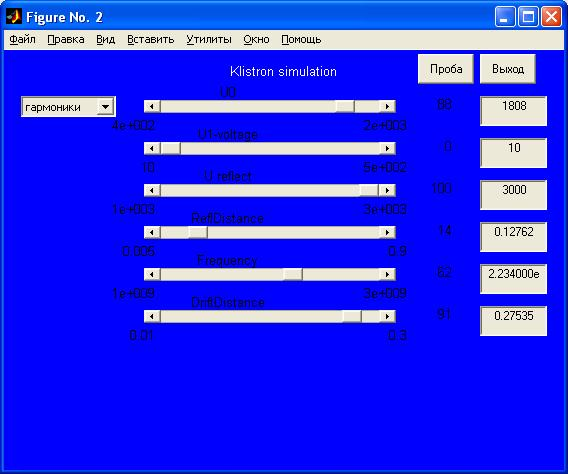 Figure No. 2
Файл Правка Вид Вставить Утилиты Окно Помощь
Klistron simulation
Проба Выход
гармоники
U0
88 1808
4e+002 2e+003
U1-voltage
0 10
10 5e+002
U reflect
100 3000
1e+003 3e+003
ReflDistance
14 0.12762
0.005 0.9
Frequency
62 2.234000e
1e+009 3e+009
DriftDistance
91 0.27535
0.01 0.3